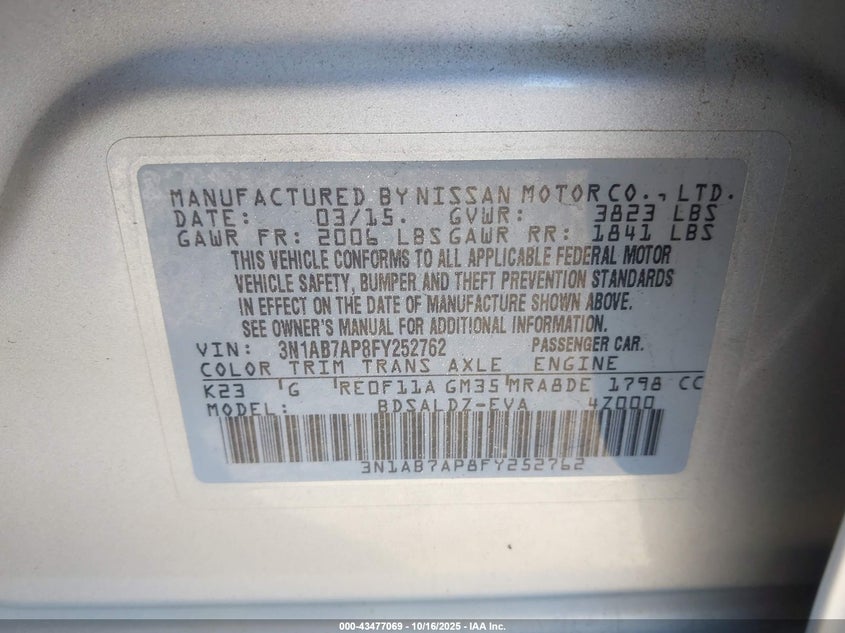 MANUFACTURED BY NISSAN MOTOR CO., LTD.
DATE: 03/15. GVWR: 3823 LBS
GAWR FR: 2006 LBS GAWR RR: 1841 LBS
THIS VEHICLE CONFORMS TO ALL APPLICABLE FEDERAL MOTOR
VEHICLE SAFETY, BUMPER AND THEFT PREVENTION STANDARDS
IN EFFECT ON THE DATE OF MANUFACTURE SHOWN ABOVE.
SEE OWNER'S MANUAL FOR ADDITIONAL INFORMATION.
VIN: 3N1AB7AP8FY252762 PASSENGER CAR.
COLOR TRIM TRANS AXLE ENGINE
K23 'G 'RE0F11A GM35 'MRA8DE 1798 CC
MODEL: BDSALDZ-EVA 4Z000
3N1AB7AP8FY252762
000-43477069 - 10/16/2025 - IAA Inc.